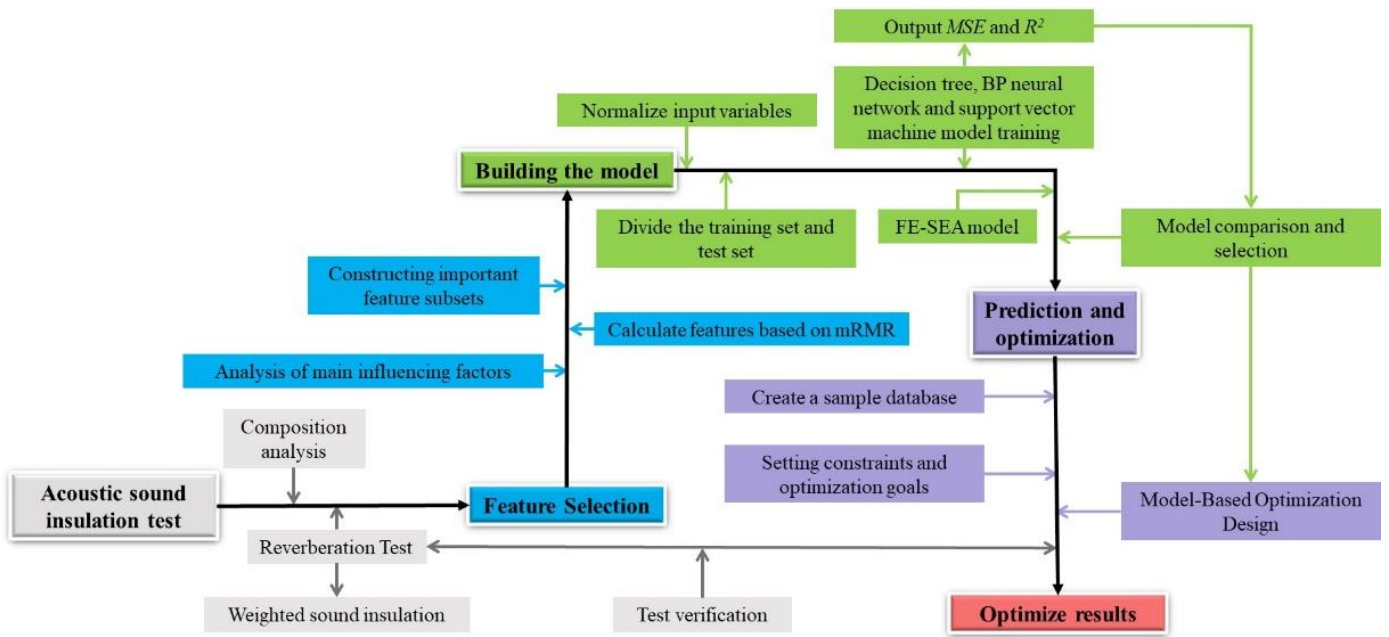 Output MSE and R²
Decision tree, BP neural
network and support vector
machine model training
Normalize input variables
Building the model
Divide the training set and
test set
FE-SEA model
Model comparison and
selection
Constructing important
feature subsets
Calculate features based on mRMR
Analysis of main influencing factors
Prediction and
optimization
Create a sample database
Composition
analysis
Setting constraints and
optimization goals
Acoustic sound
insulation test
Feature Selection
Model-Based Optimization
Design
Reverberation Test
Weighted sound insulation
Test verification
Optimize results